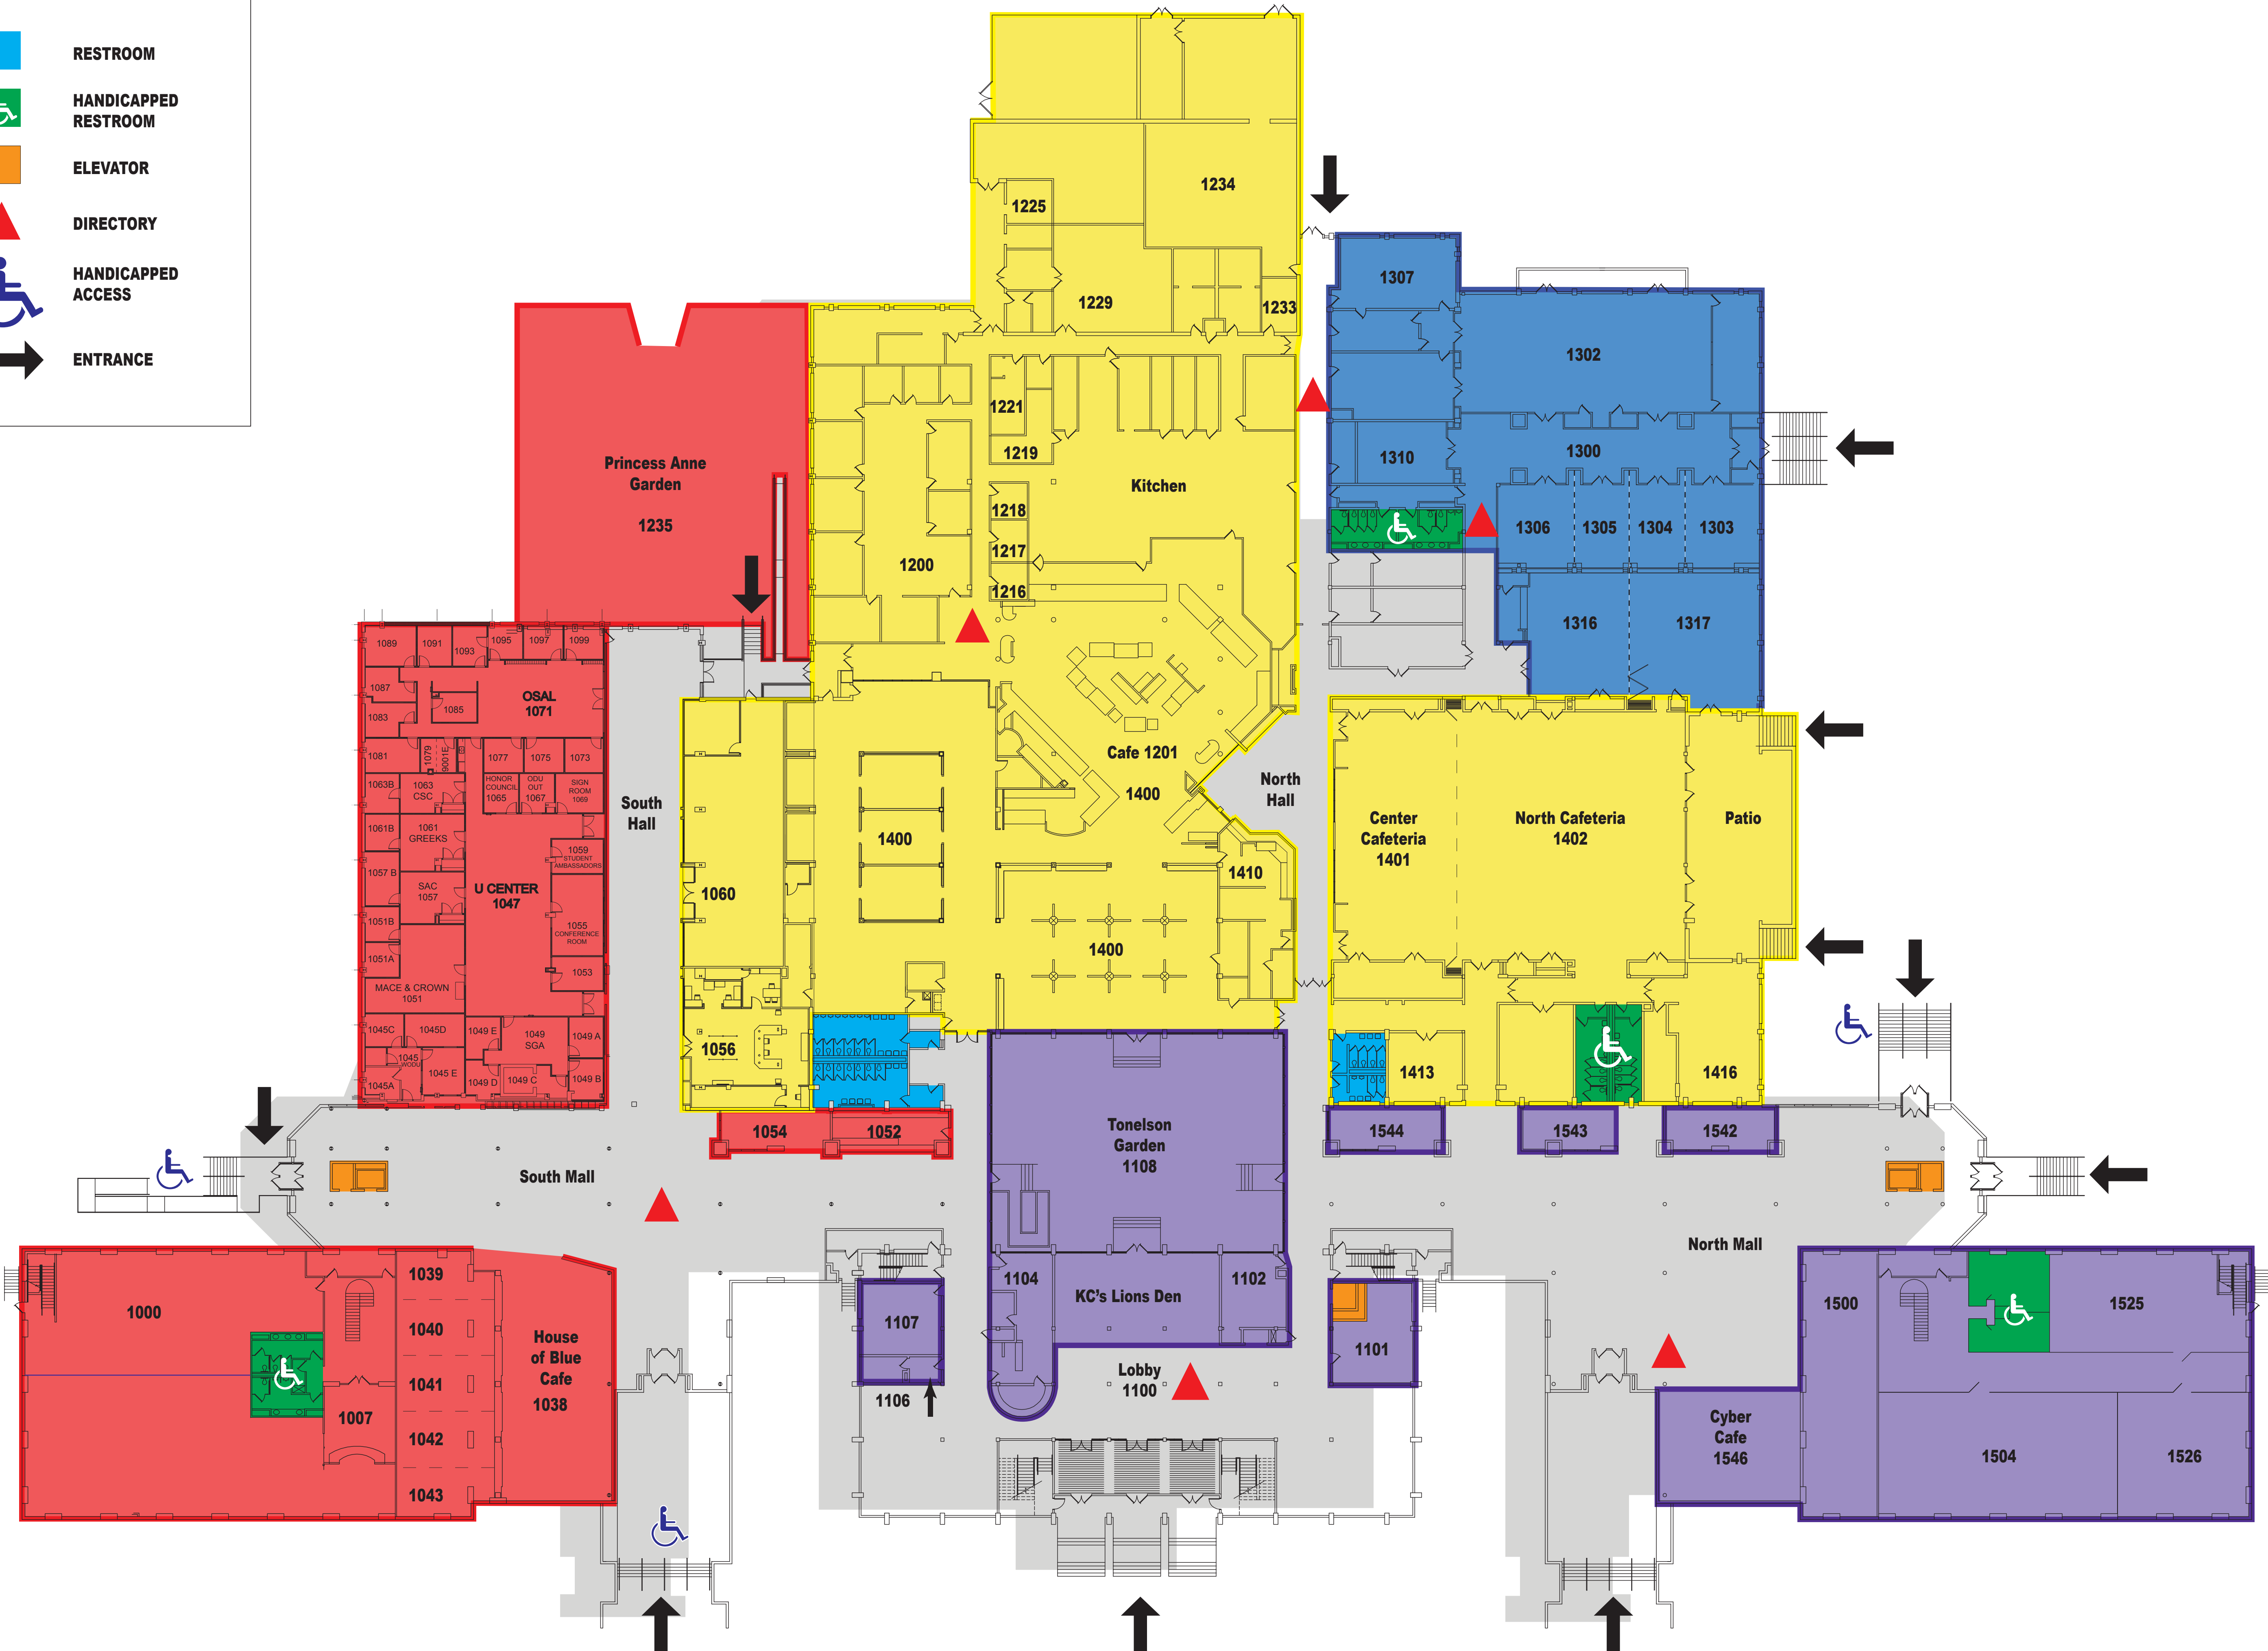 RESTROOM
HANDICAPPED
RESTROOM
ELEVATOR
DIRECTORY
HANDICAPPED
ACCESS
ENTRANCE
1234
1225
1229
1233
1307
1302
1221
1219
1300
1310
Princess Anne
Garden
1235
Kitchen
1218
1217
1216
1200
1306
1305
1304
1303
1316
1317
1089
1091
1093
1095
1097
1099
1087
1085
1083
OSAL
1071
1081
1079
9001E
1077
1075
1073
1063B
1063
CSC
HONOR
COUNCIL
1065
ODU
OUT
1067
SIGN
ROOM
1069
1061B
1061
GREEKS
1059
STUDENT
AMBASSADORS
1057 B
SAC
1057
U CENTER
1047
1051B
1055
CONFERENCE
ROOM
1051A
1053
MACE & CROWN
1051
1045C
1045D
1049 E
1049
SGA
1049 A
1045
WODU
1045A
1045 E
1049 D
1049 C
1049 B
South
Hall
1060
1056
Cafe 1201
1400
1400
1400
1410
North
Hall
Center
Cafeteria
1401
North Cafeteria
1402
Patio
1413
1416
1054
1052
Tonelson
Garden
1108
1544
1543
1542
South Mall
North Mall
1000
1039
1040
1041
1042
1043
1007
House
of Blue
Cafe
1038
1107
1106
1104
KC's Lions Den
1102
1101
Lobby
1100
1500
1525
Cyber
Cafe
1546
1504
1526